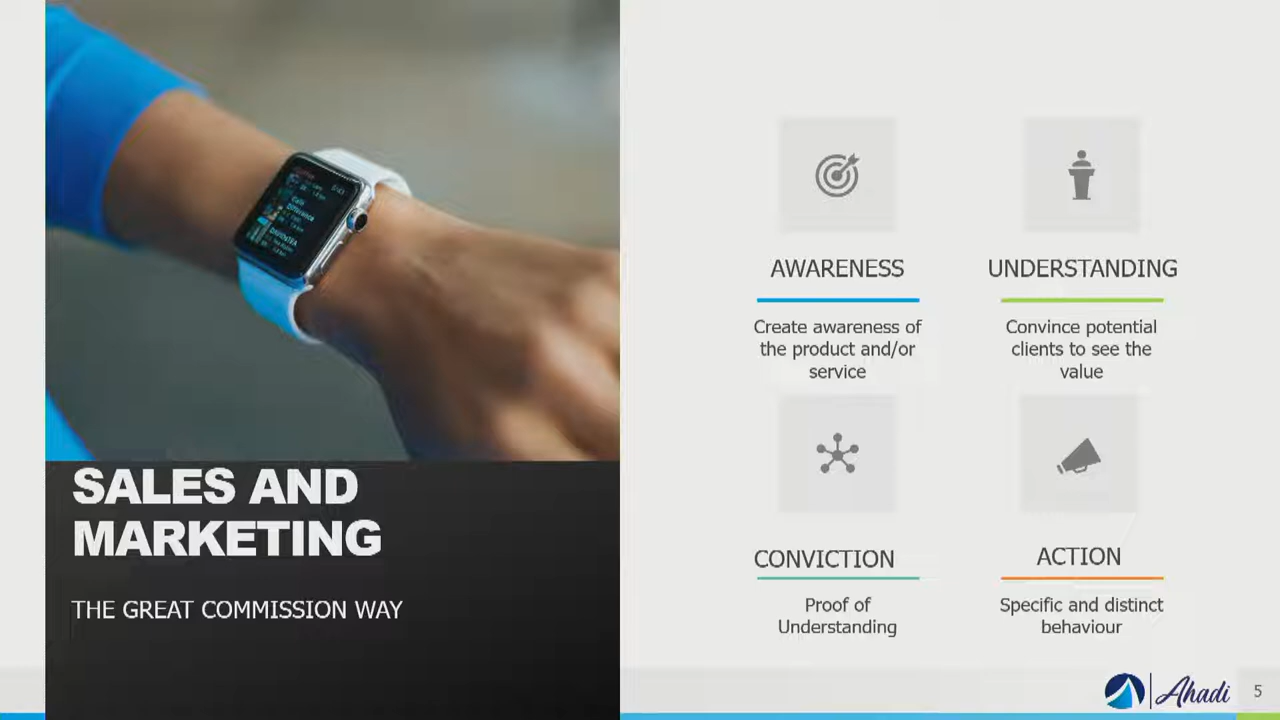 SALES AND
MARKETING
THE GREAT COMMISSION WAY
AWARENESS
Create awareness of
the product and/or
service
UNDERSTANDING
Convince potential
clients to see the
value
CONVICTION
Proof of
Understanding
ACTION
Specific and distinct
behaviour
Ahadi
5